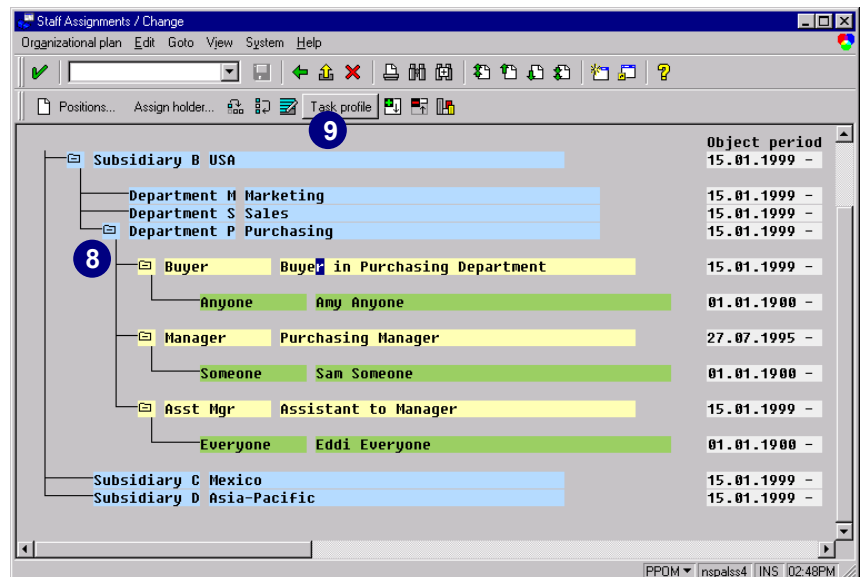 Staff Assignments / Change
Organizational plan Edit Goto View System Help
Positions... Assign holder... Task profile
9
Object period
Subsidiary B USA 15.01.1999 -
Department M Marketing 15.01.1999 -
Department S Sales 15.01.1999 -
Department P Purchasing 15.01.1999 -
8
Buyer Buyer in Purchasing Department 15.01.1999 -
Anyone Amy Anyone 01.01.1900 -
Manager Purchasing Manager 27.07.1995 -
Someone Sam Someone 01.01.1900 -
Asst Mgr Assistant to Manager 15.01.1999 -
Everyone Eddi Everyone 01.01.1900 -
Subsidiary C Mexico 15.01.1999 -
Subsidiary D Asia-Pacific 15.01.1999 -
PPOM nspalss4 INS 02:48PM